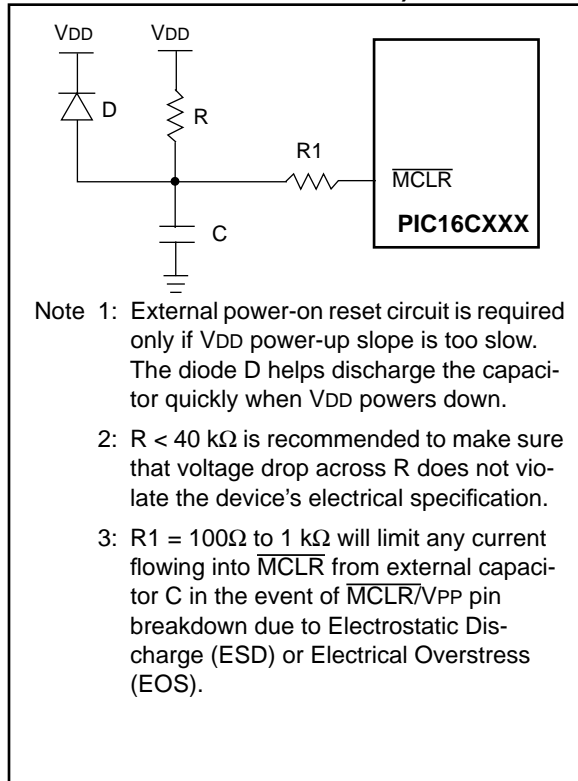 VDD VDD
D
R
R1
MCLR
PIC16CXXX
C
Note 1: External power-on reset circuit is required
only if VDD power-up slope is too slow.
The diode D helps discharge the capaci-
tor quickly when VDD powers down.
2: R < 40 kΩ is recommended to make sure
that voltage drop across R does not vio-
late the device's electrical specification.
3: R1 = 100Ω to 1 kΩ will limit any current
flowing into MCLR from external capaci-
tor C in the event of MCLR/VPP pin
breakdown due to Electrostatic Dis-
charge (ESD) or Electrical Overstress
(EOS).